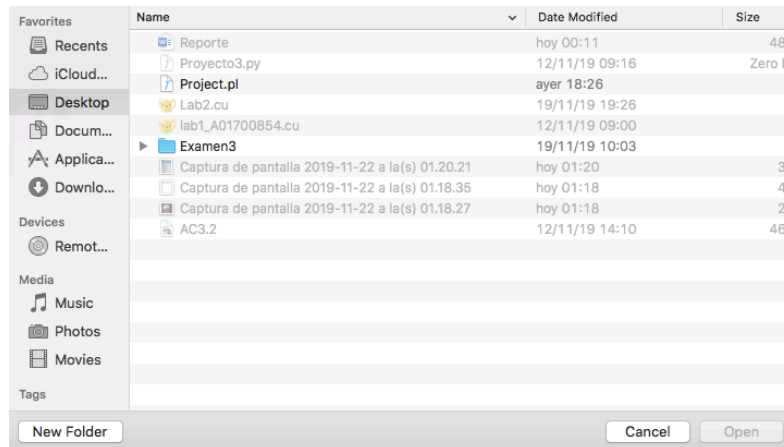 Favorites
Recents
iCloud...
Desktop
Docum...
Applica...
Downlo...
Devices
Remot...
Media
Music
Photos
Movies
Tags
Name Date Modified Size
Reporte hoy 00:11 48
Proyecto3.py 12/11/19 09:16 Zero
Project.pl ayer 18:26
Lab2.cu 19/11/19 19:26
lab1_A01700854.cu 12/11/19 09:00
Examen3 19/11/19 10:03
Captura de pantalla 2019-11-22 a la(s) 01.20.21 hoy 01:20 3
Captura de pantalla 2019-11-22 a la(s) 01.18.35 hoy 01:18 4
Captura de pantalla 2019-11-22 a la(s) 01.18.27 hoy 01:18 2
AC3.2 12/11/19 14:10 46
New Folder Cancel Open